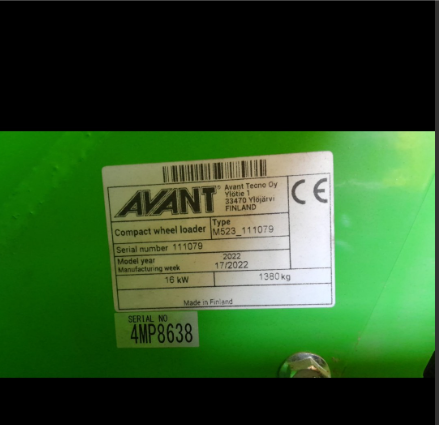 AVANT®
Avant Tecno Oy
Ylötie 1
33470 Ylöjärvi
FINLAND
CE
Compact wheel loader
Type
M523_111079
Serial number 111079
Model year 2022
Manufacturing week 17/2022
16 kW 1380 kg
Made in Finland
SERIAL NO
4MP8638